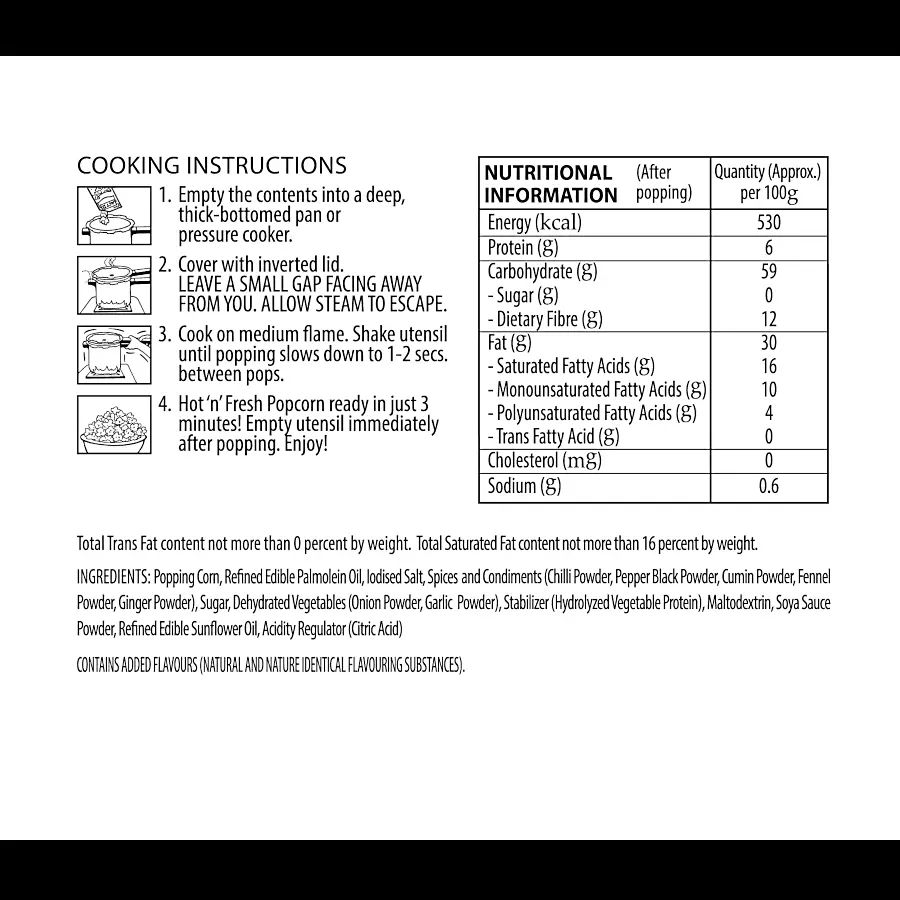 COOKING INSTRUCTIONS
1. Empty the contents into a deep,
thick-bottomed pan or
pressure cooker.
2. Cover with inverted lid.
LEAVE A SMALL GAP FACING AWAY
FROM YOU. ALLOW STEAM TO ESCAPE.
3. Cook on medium flame. Shake utensil
until popping slows down to 1-2 secs.
between pops.
4. Hot ‘n’ Fresh Popcorn ready in just 3
minutes! Empty utensil immediately
after popping. Enjoy!
NUTRITIONAL INFORMATION (After popping) Quantity (Approx.) per 100g
Energy (kcal) 530
Protein (g) 6
Carbohydrate (g) 59
- Sugar (g) 0
- Dietary Fibre (g) 12
Fat (g) 30
- Saturated Fatty Acids (g) 16
- Monounsaturated Fatty Acids (g) 10
- Polyunsaturated Fatty Acids (g) 4
- Trans Fatty Acid (g) 0
Cholesterol (mg) 0
Sodium (g) 0.6
Total Trans Fat content not more than 0 percent by weight. Total Saturated Fat content not more than 16 percent by weight.
INGREDIENTS: Popping Corn, Refined Edible Palmolein Oil, Iodised Salt, Spices and Condiments (Chilli Powder, Pepper Black Powder, Cumin Powder, Fennel
Powder, Ginger Powder), Sugar, Dehydrated Vegetables (Onion Powder, Garlic Powder), Stabilizer (Hydrolyzed Vegetable Protein), Maltodextrin, Soya Sauce
Powder, Refined Edible Sunflower Oil, Acidity Regulator (Citric Acid)
CONTAINS ADDED FLAVOURS (NATURAL AND NATURE IDENTICAL FLAVOURING SUBSTANCES).